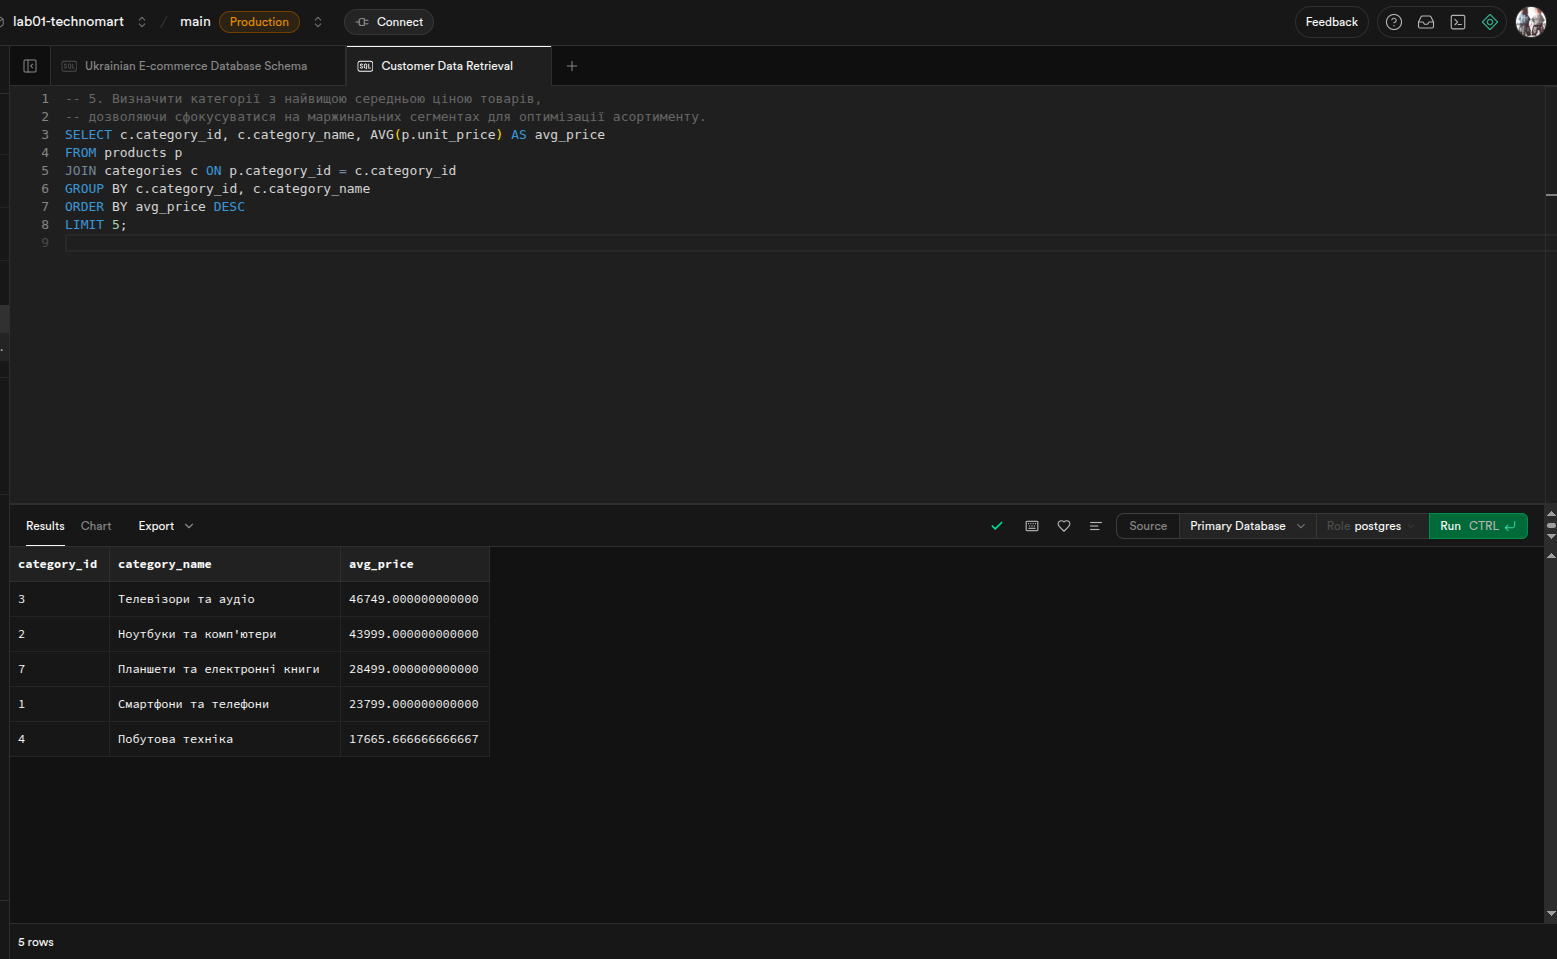 lab01-technomart / main Production Connect Feedback
SQL Ukrainian E-commerce Database Schema SQL Customer Data Retrieval +
1 -- 5. Визначити категорії з найвищою середньою ціною товарів,
2 -- дозволяючи сфокусуватися на маржинальних сегментах для оптимізації асортименту.
3 SELECT c.category_id, c.category_name, AVG(p.unit_price) AS avg_price
4 FROM products p
5 JOIN categories c ON p.category_id = c.category_id
6 GROUP BY c.category_id, c.category_name
7 ORDER BY avg_price DESC
8 LIMIT 5;
9
Results Chart Export Source Primary Database Role postgres Run CTRL
category_id category_name avg_price
3 Телевізори та аудіо 46749.000000000000
2 Ноутбуки та комп'ютери 43999.000000000000
7 Планшети та електронні книги 28499.000000000000
1 Смартфони та телефони 23799.000000000000
4 Побутова техніка 17665.666666666667
5 rows